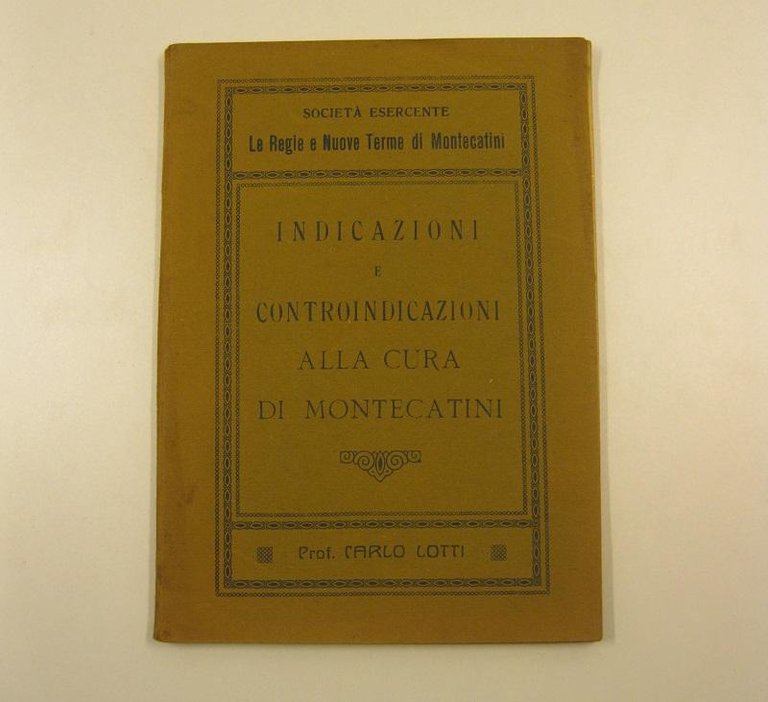 SOCIETÀ ESERCENTE
Le Regie e Nuove Terme di Montecatini
INDICAZIONI
E
CONTROINDICAZIONI
ALLA CURA
DI MONTECATINI
Prof. CARLO LOTTI